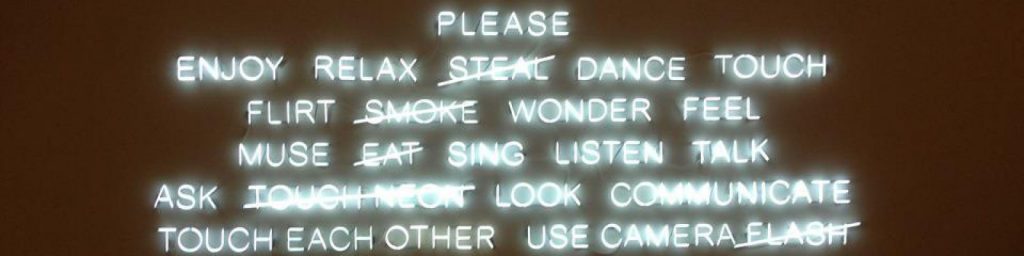 PLEASE
ENJOY RELAX STEAL DANCE TOUCH
FLIRT SMOKE WONDER FEEL
MUSE EAT SING LISTEN TALK
ASK TOUCH NEON LOOK COMMUNICATE
TOUCH EACH OTHER USE CAMERA FLASH